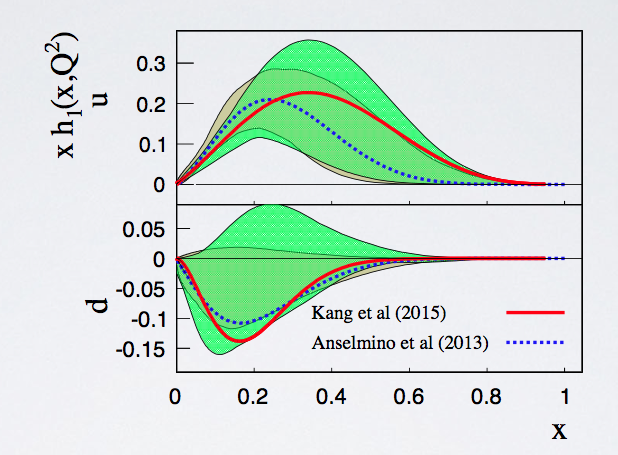 x h1(x,Q²)
u
0.3
0.2
0.1
0
d
0.05
0
-0.05
-0.1
-0.15
Kang et al (2015)
Anselmino et al (2013)
0 0.2 0.4 0.6 0.8 1
x